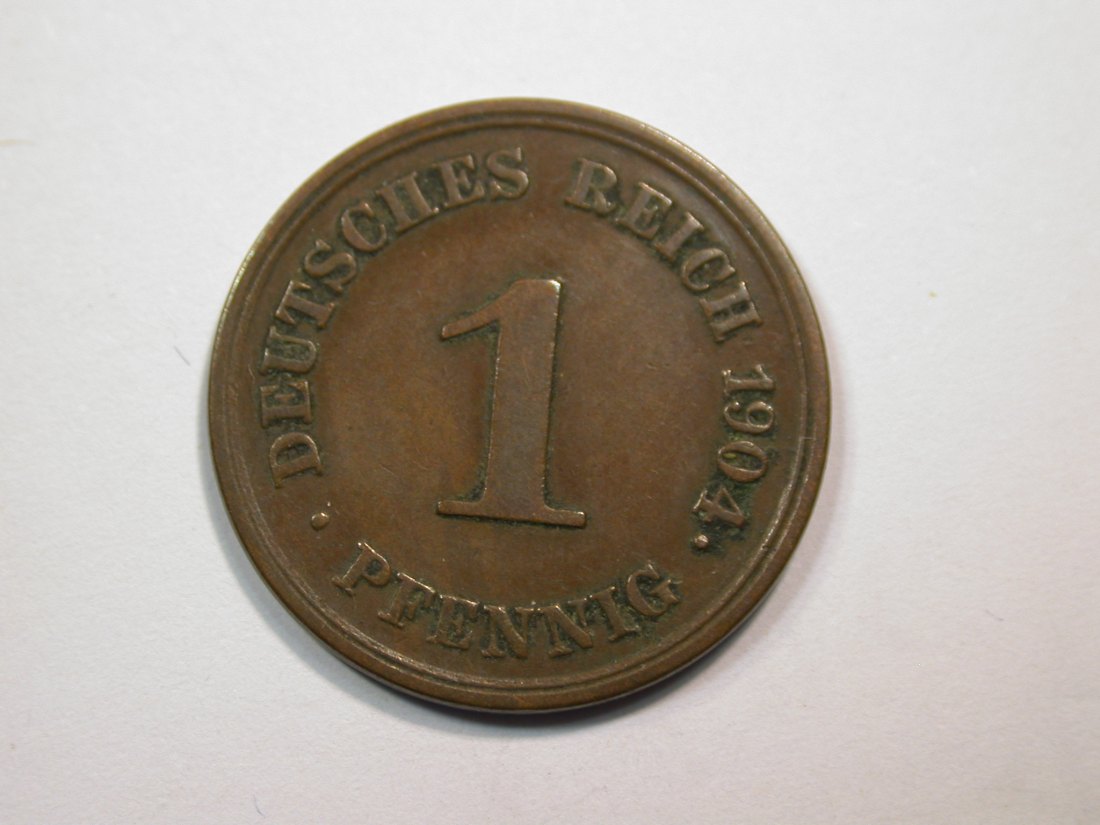 DEUTSCHES REICH 1904.
1
. PFENNIG